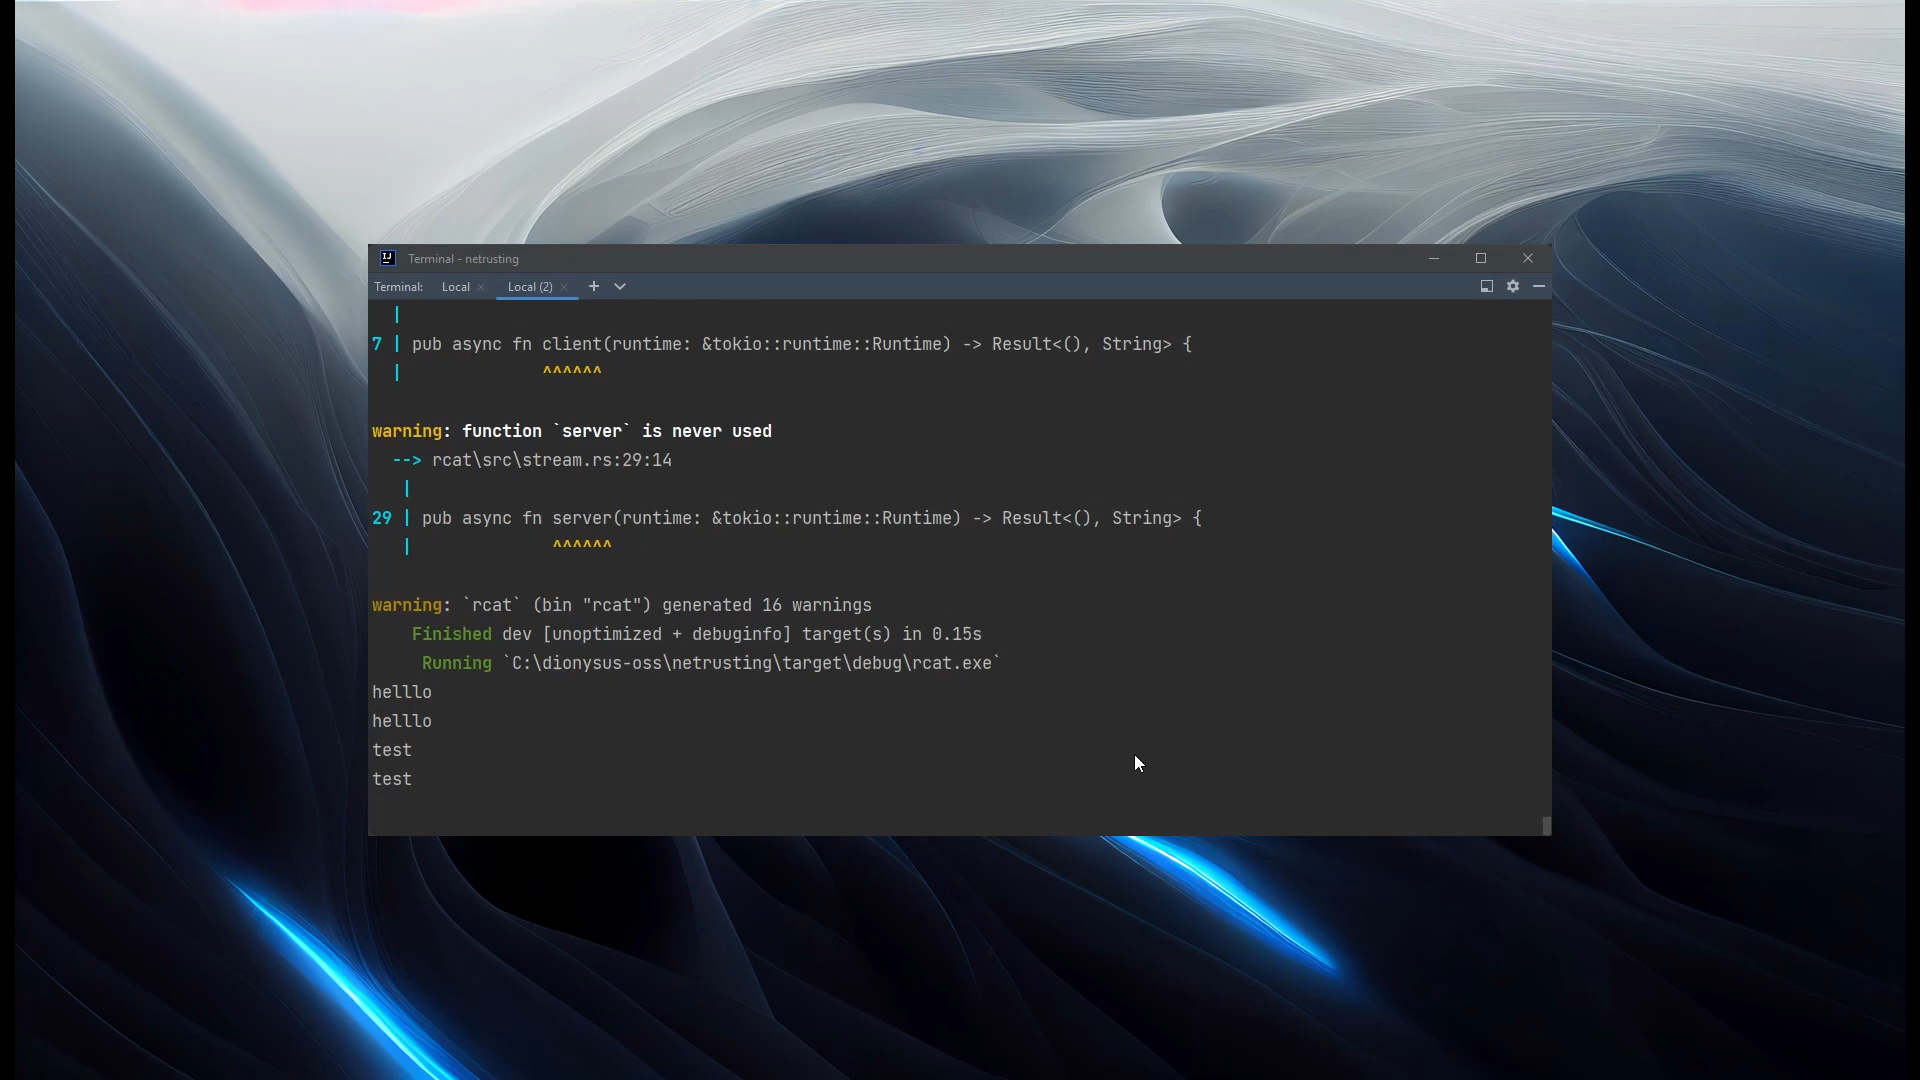 IJ
Terminal - netrusting
Terminal: Local Local (2)
|
7 | pub async fn client(runtime: &tokio::runtime::Runtime) -> Result<(), String> {
| ^^^^^^
warning: function `server` is never used
--> rcat\src\stream.rs:29:14
|
29 | pub async fn server(runtime: &tokio::runtime::Runtime) -> Result<(), String> {
| ^^^^^^
warning: `rcat` (bin "rcat") generated 16 warnings
Finished dev [unoptimized + debuginfo] target(s) in 0.15s
Running `C:\dionysus-oss\netrusting\target\debug\rcat.exe`
helllo
helllo
test
test